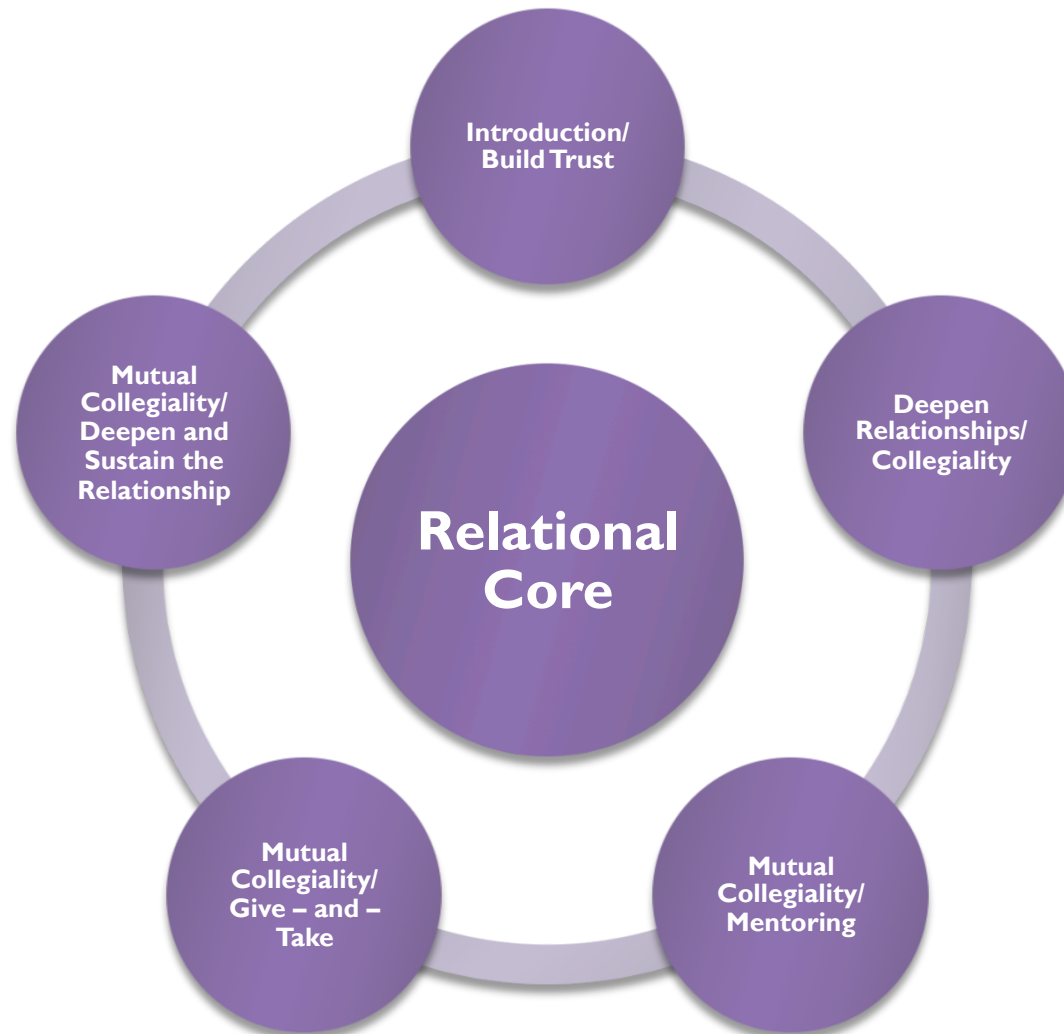 Introduction/
Build Trust
Deepen
Relationships/
Collegiality
Mutual
Collegiality/
Mentoring
Mutual
Collegiality/
Give – and –
Take
Mutual
Collegiality/
Deepen and
Sustain the
Relationship
Relational
Core